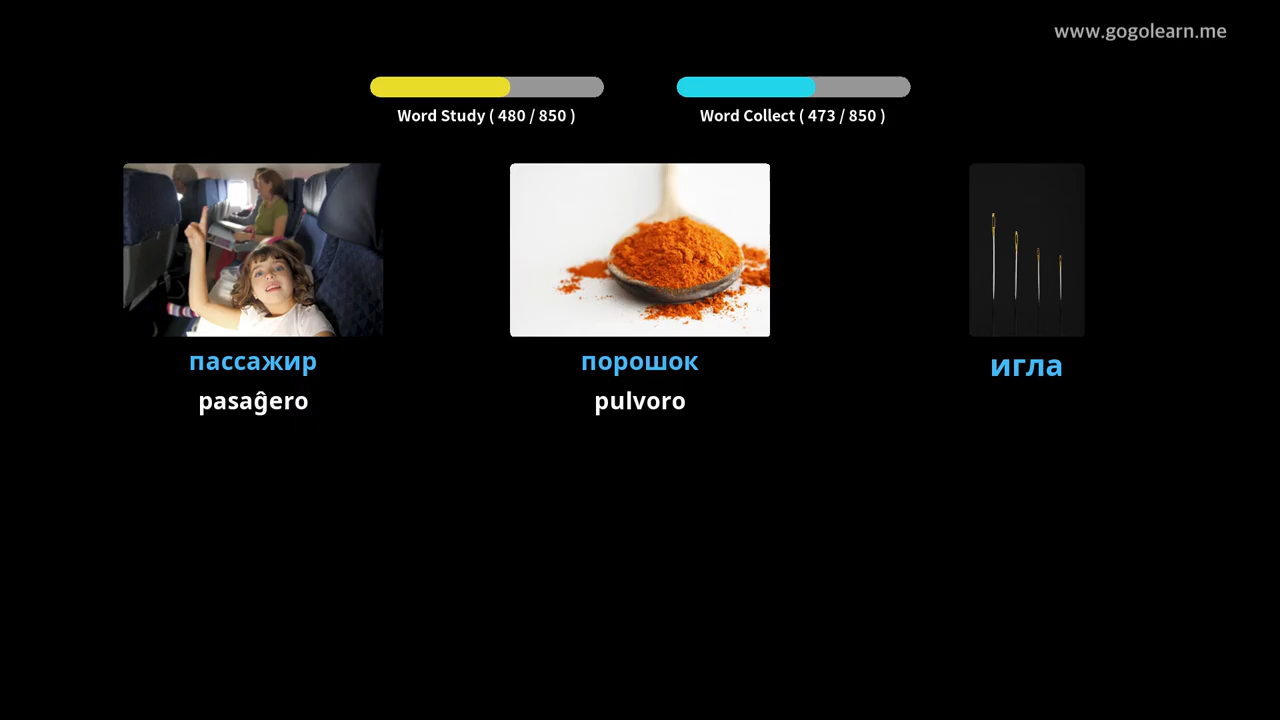 www.gogolearn.me
Word Study ( 480 / 850 )
Word Collect ( 473 / 850 )
пассажир
pasaĝero
порошок
pulvoro
игла